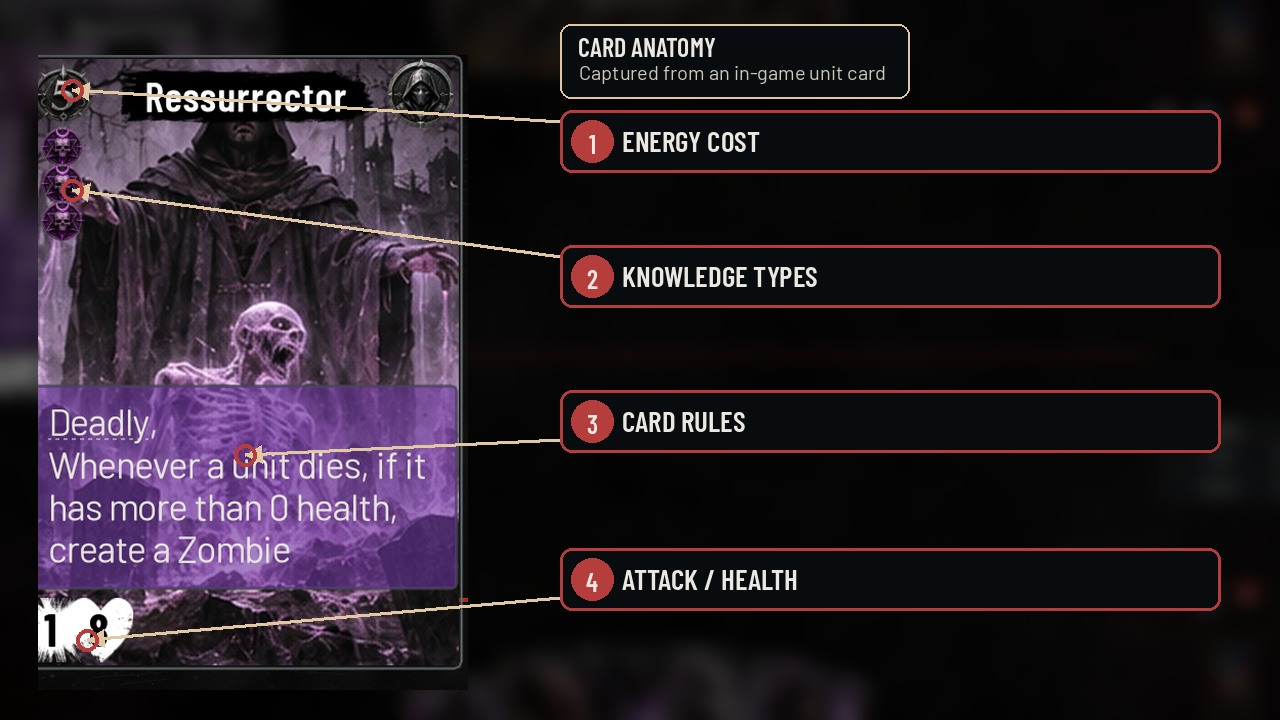 CARD ANATOMY
Captured from an in-game unit card
5
Ressurrector
1 ENERGY COST
2 KNOWLEDGE TYPES
3 CARD RULES
Deadly,
Whenever a unit dies, if it
has more than 0 health,
create a Zombie
4 ATTACK / HEALTH
1 8